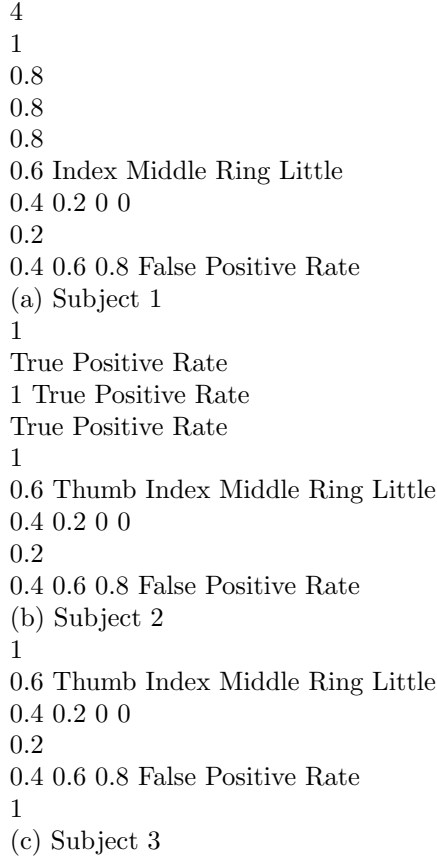 4
1
0.8
0.8
0.8
0.6 Index Middle Ring Little
0.4 0.2 0 0
0.2
0.4 0.6 0.8 False Positive Rate
(a) Subject 1
1
True Positive Rate
1 True Positive Rate
True Positive Rate
1
0.6 Thumb Index Middle Ring Little
0.4 0.2 0 0
0.2
0.4 0.6 0.8 False Positive Rate
(b) Subject 2
1
0.6 Thumb Index Middle Ring Little
0.4 0.2 0 0
0.2
0.4 0.6 0.8 False Positive Rate
1
(c) Subject 3